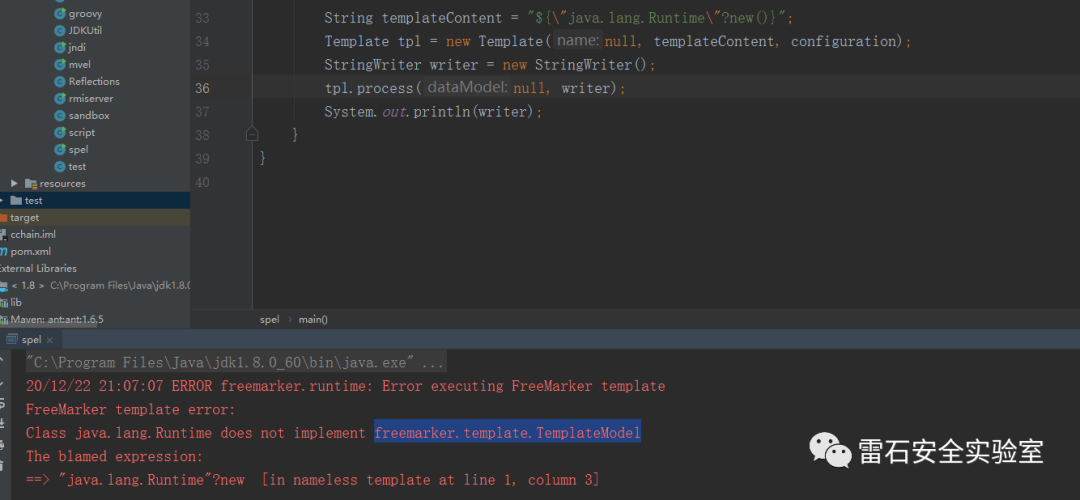 groovy
JDKUtil
jndi
mvel
Reflections
rmiserver
sandbox
script
spel
test
resources
test
target
cchain.iml
pom.xml
External Libraries
< 1.8 > C:\Program Files\Java\jdk1.8.0
lib
Maven: ant:ant:1.6.5
33 String templateContent = "${\"java.lang.Runtime\"?new()}";
34 Template tpl = new Template( name: null, templateContent, configuration);
35 StringWriter writer = new StringWriter();
36 tpl.process( dataModel: null, writer);
37 System.out.println(writer);
38 }
39 }
40
spel › main()
spel ×
"C:\Program Files\Java\jdk1.8.0_60\bin\java.exe" ...
20/12/22 21:07:07 ERROR freemarker.runtime: Error executing FreeMarker template
FreeMarker template error:
Class java.lang.Runtime does not implement freemarker.template.TemplateModel
The blamed expression:
==> "java.lang.Runtime"?new [in nameless template at line 1, column 3]
雷石安全实验室